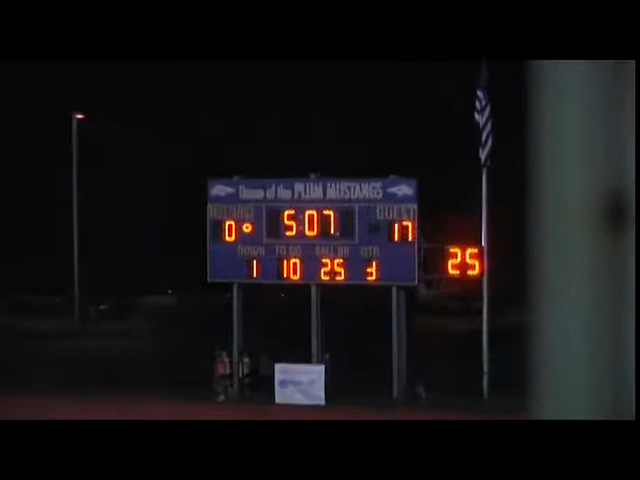 Home of the PLUM MUSTANGS
MUSTANGS GUEST
0 5:07 17
DOWN TO GO BALL ON QTR
1 10 25 3
25